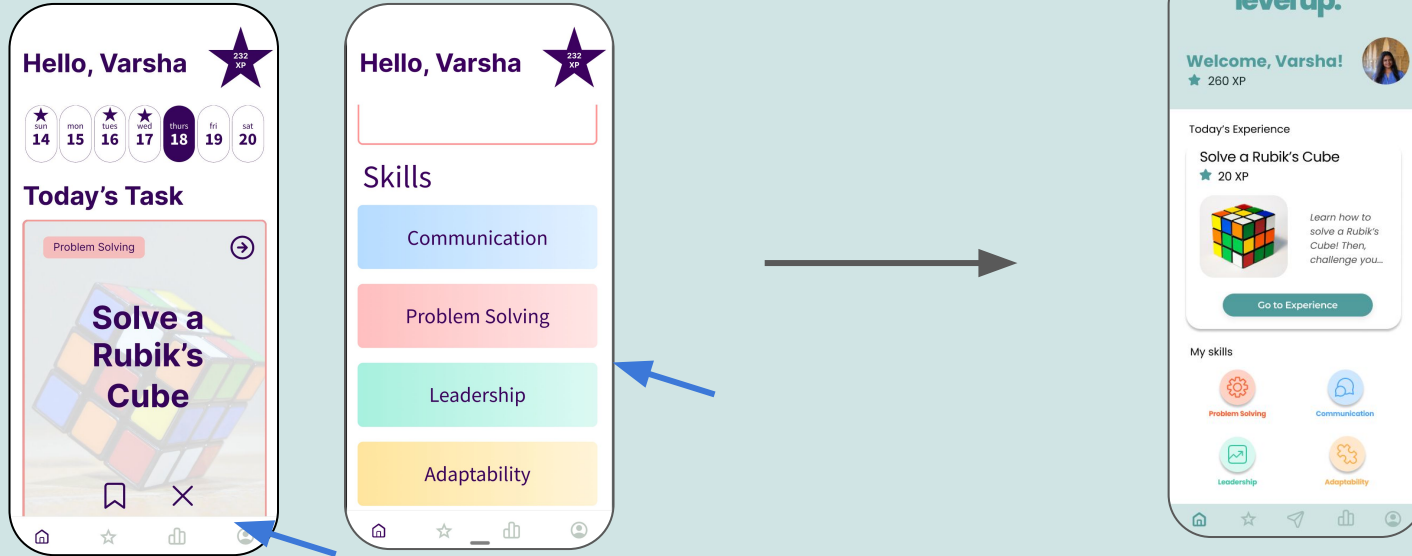 Hello, Varsha
232
XP
sun
14
mon
15
tues
16
wed
17
thurs
18
fri
19
sat
20
Today's Task
Problem Solving
Solve a
Rubik's
Cube
Hello, Varsha
232
XP
Skills
Communication
Problem Solving
Leadership
Adaptability
leverup.
Welcome, Varsha!
260 XP
Today's Experience
Solve a Rubik's Cube
20 XP
Learn how to
solve a Rubik's
Cube! Then,
challenge you...
Go to Experience
My skills
Problem Solving
Communication
Leadership
Adaptability